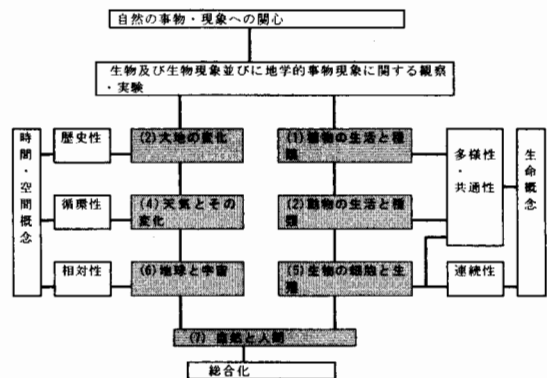 自然の事物・現象への関心
生物及び生物現象並びに地学的事物現象に関する観察
・実験
時間・空間概念
歴史性
(2) 大地の変化
(1) 植物の生活と種
類
多様性
・
共通性
生命概念
循環性
(4) 天気とその
変化
(2) 動物の生活と種
類
相対性
(6) 地球と宇宙
(5) 生物の細胞と生
殖
連続性
(7) 自然と人間
総合化